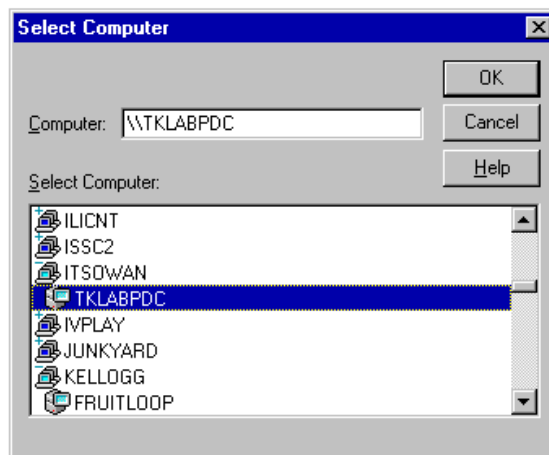 Select Computer
OK
Computer: \\TKLABPDC
Cancel
Help
Select Computer:
ILICNT
ISSC2
ITSOWAN
TKLABPDC
IVPLAY
JUNKYARD
KELLOGG
FRUITLOOP